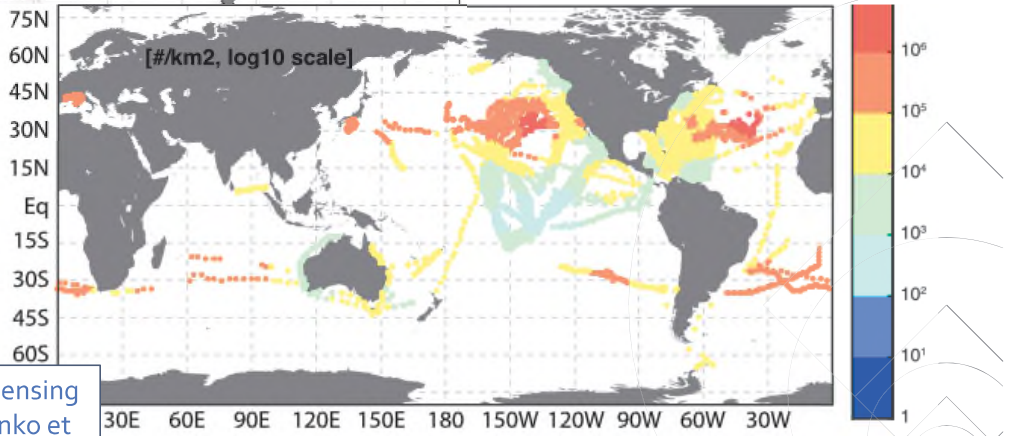 75N
60N
[#/km2, log10 scale]
45N
30N
15N
Eq
15S
30S
45S
60S
30E 60E 90E 120E 150E 180 150W 120W 90W 60W 30W
10⁶
10⁵
10⁴
10³
10²
10¹
1
ensing
nko et